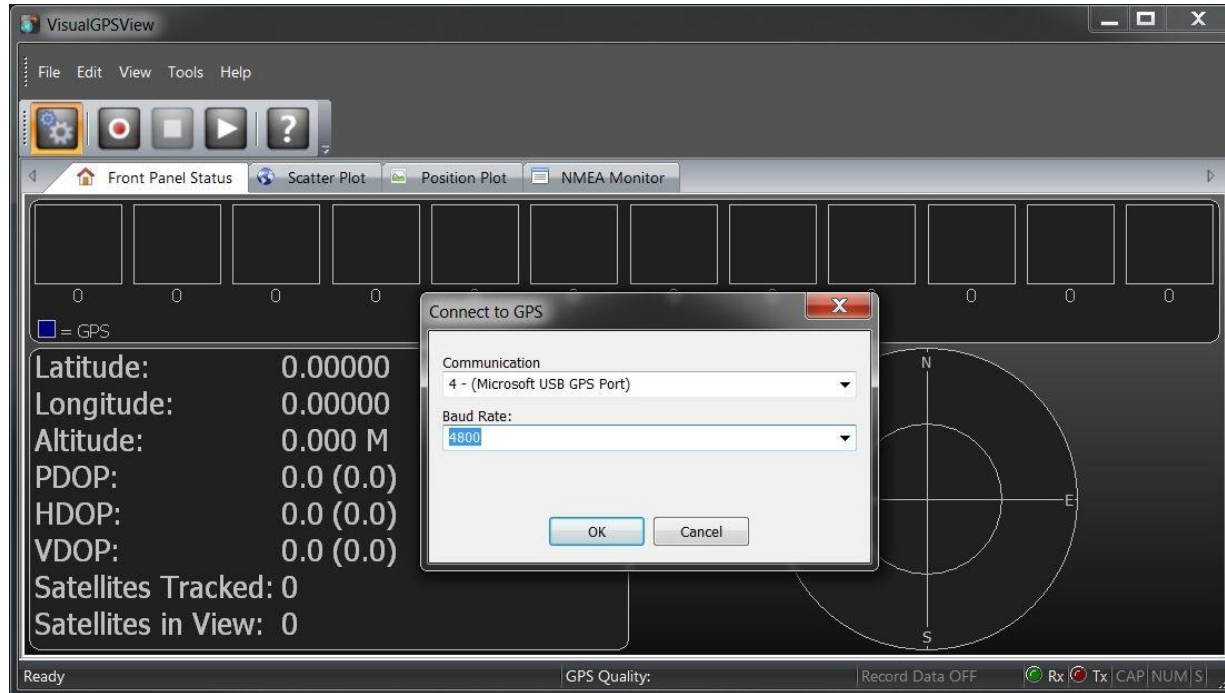 VisualGPSView
File Edit View Tools Help
?
Front Panel Status Scatter Plot Position Plot NMEA Monitor
0 0 0 0 0 0 0
= GPS
Connect to GPS
Communication
4 - (Microsoft USB GPS Port)
Baud Rate:
4800
OK Cancel
Latitude: 0.00000
Longitude: 0.00000
Altitude: 0.000 M
PDOP: 0.0 (0.0)
HDOP: 0.0 (0.0)
VDOP: 0.0 (0.0)
Satellites Tracked: 0
Satellites in View: 0
N
E
S
Ready GPS Quality: Record Data OFF Rx Tx CAP NUM S